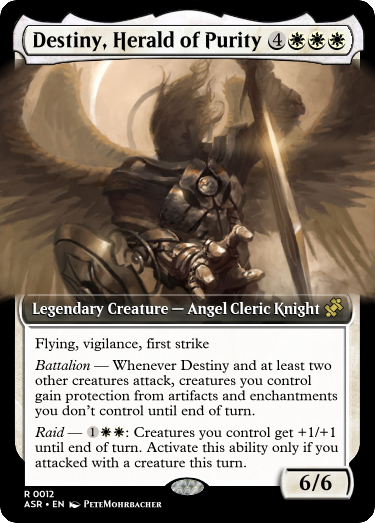 Destiny, Herald of Purity 4
Legendary Creature — Angel Cleric Knight
Flying, vigilance, first strike
Battalion — Whenever Destiny and at least two
other creatures attack, creatures you control
gain protection from artifacts and enchantments
you don't control until end of turn.
Raid — 1: Creatures you control get +1/+1
until end of turn. Activate this ability only if you
attacked with a creature this turn.
6/6
R 0012
ASR • EN PeteMohrbacher